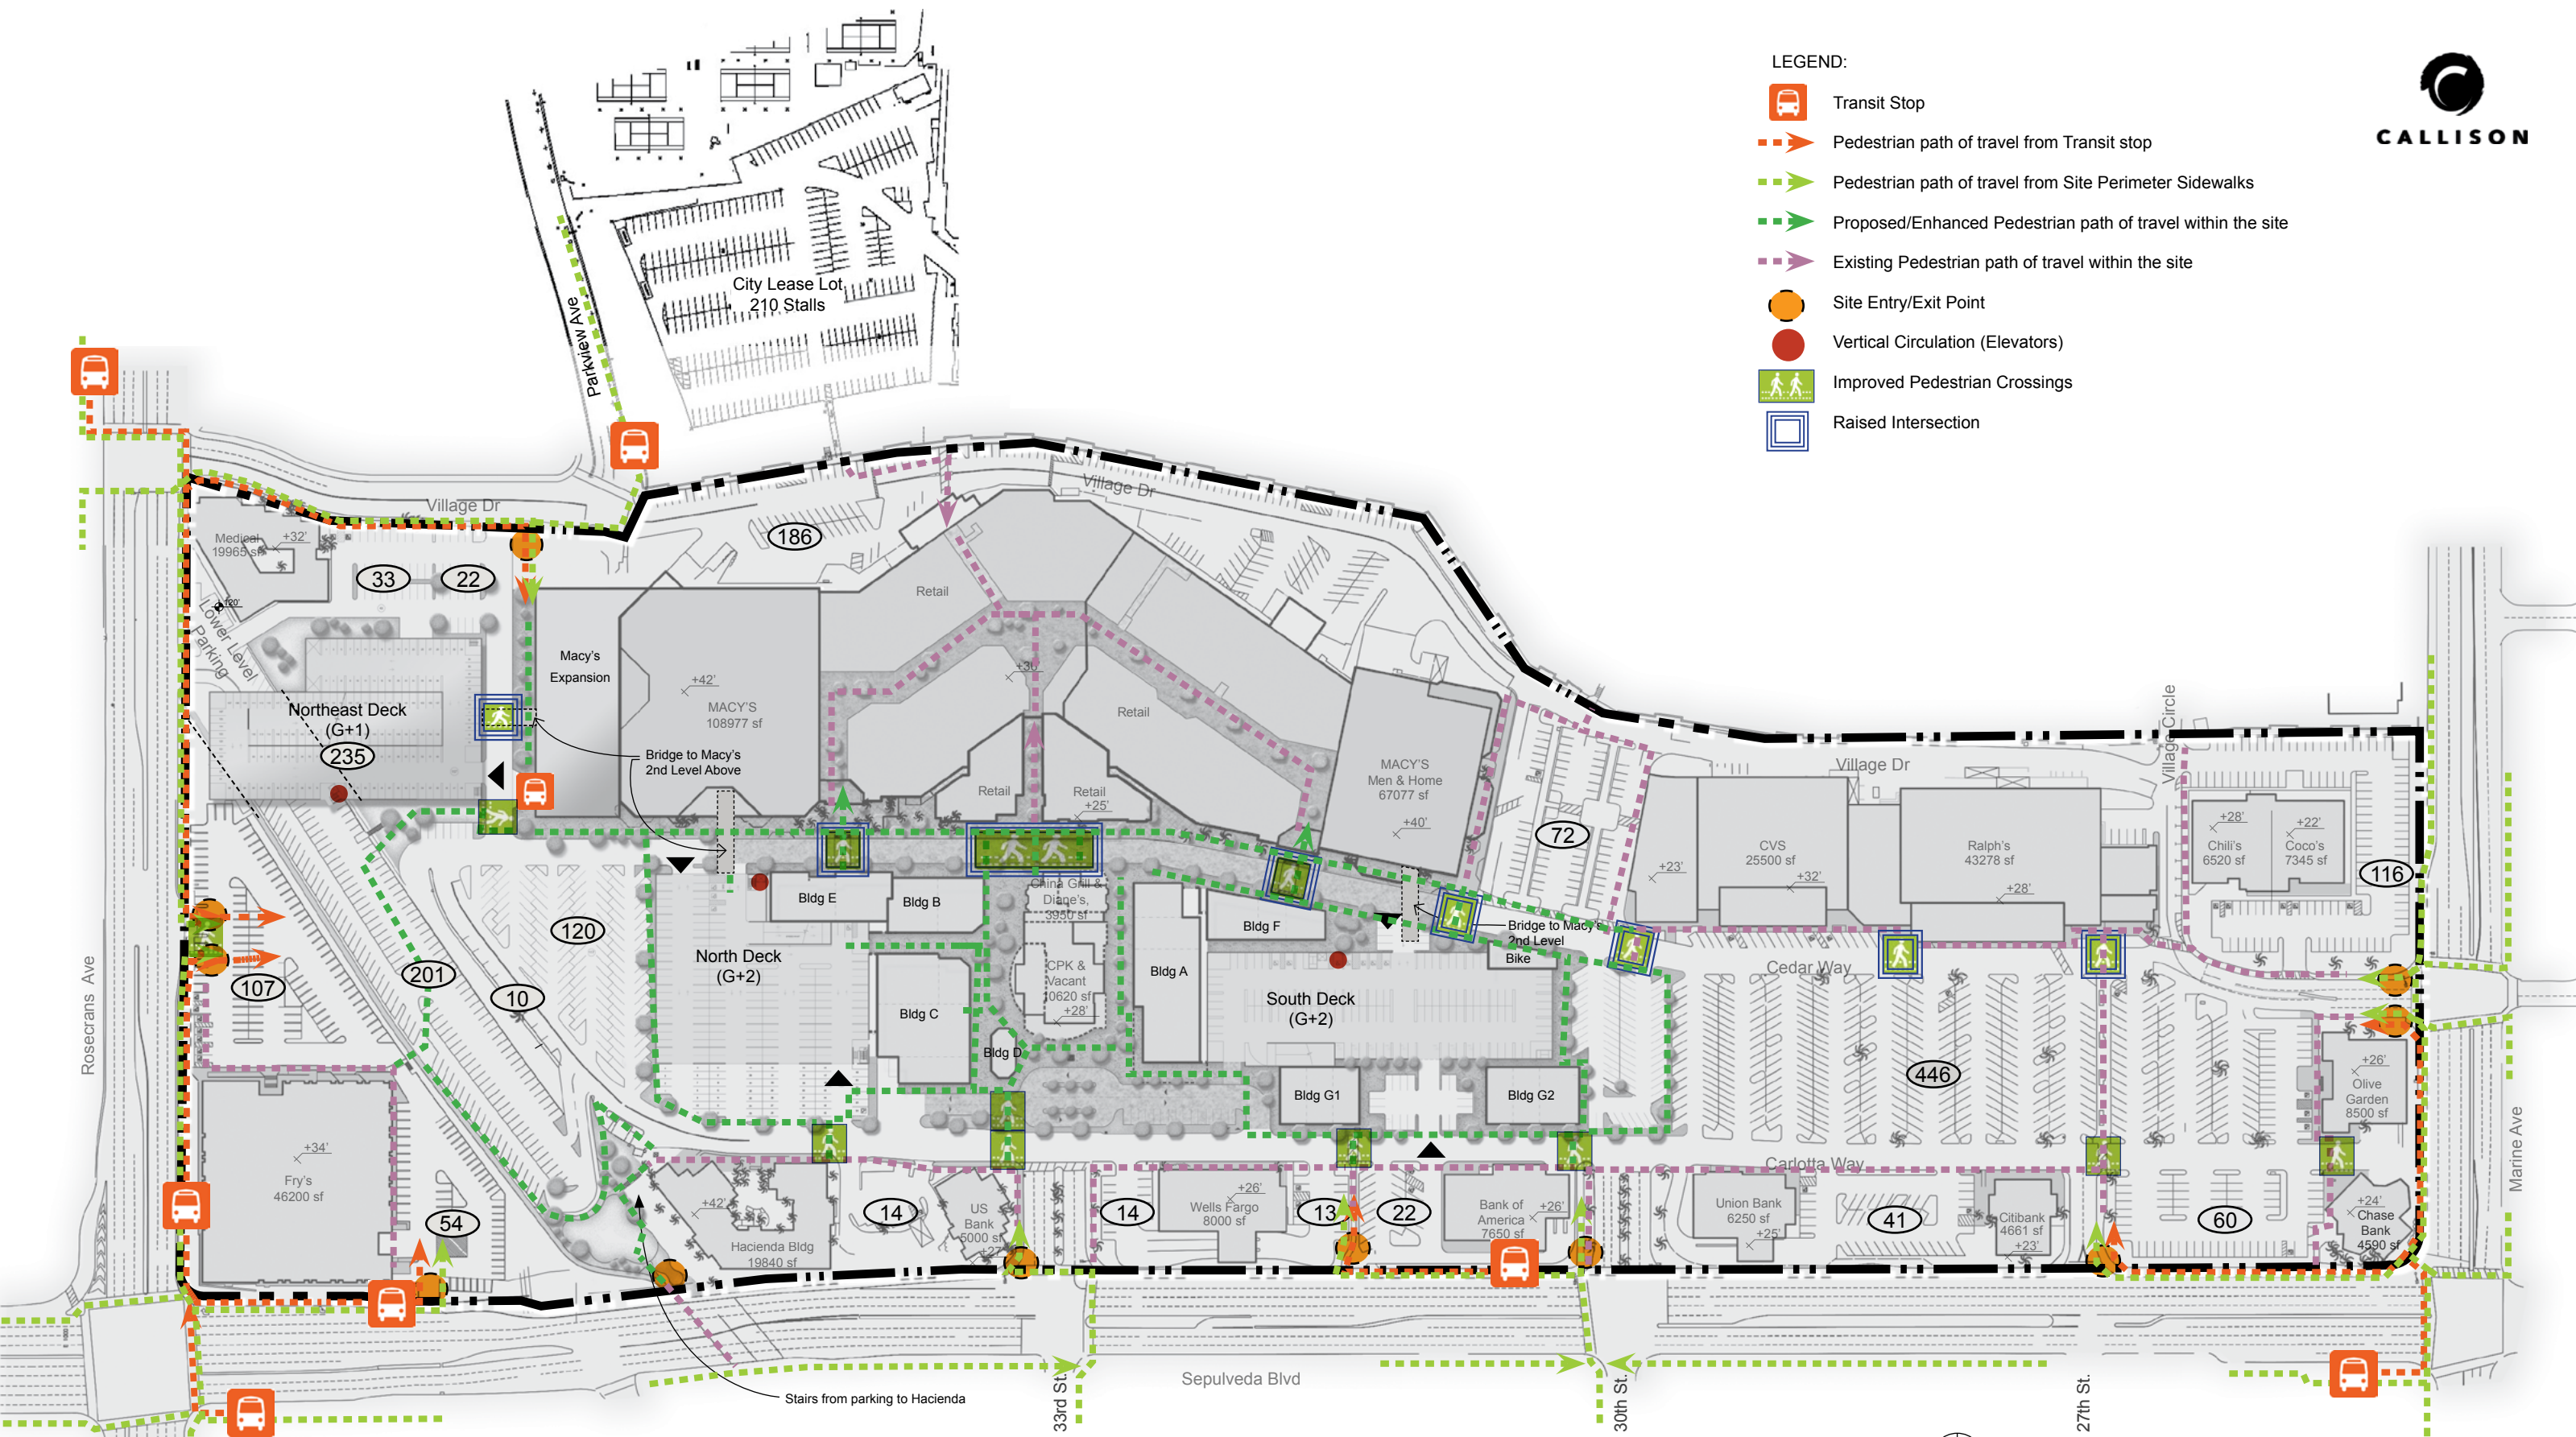 LEGEND:
Transit Stop
Pedestrian path of travel from Transit stop
Pedestrian path of travel from Site Perimeter Sidewalks
Proposed/Enhanced Pedestrian path of travel within the site
Existing Pedestrian path of travel within the site
Site Entry/Exit Point
Vertical Circulation (Elevators)
Improved Pedestrian Crossings
Raised Intersection
CALLISON
City Lease Lot
210 Stalls
Parkview Ave
Village Dr
Village Dr
Medical
19965 sf
+32'
33
22
186
Lower Level
Parking
Retail
Macy's
Expansion
+42'
MACY'S
108977 sf
+30'
Retail
Northeast Deck
(G+1)
235
Bridge to Macy's
2nd Level Above
Retail
Retail
+25'
MACY'S
Men & Home
67077 sf
+40'
72
Village Dr
Village Circle
+23'
CVS
25500 sf
+32'
Ralph's
43278 sf
+28'
+28'
Chili's
6520 sf
+22'
Coco's
7345 sf
116
Bldg E
Bldg B
China Grill &
Diane's,
3950 sf
Bldg F
Bridge to Macy's
2nd Level
Bike
120
North Deck
(G+2)
Bldg A
CPK &
Vacant
10620 sf
+28'
Cedar Way
201
107
10
Bldg C
South Deck
(G+2)
Rosecrans Ave
Bldg D
446
+26'
Olive
Garden
8500 sf
Bldg G1
Bldg G2
+34'
Fry's
46200 sf
Carlotta Way
Marine Ave
54
+42'
Hacienda Bldg
19840 sf
14
US
Bank
5000 sf
+27'
14
+26'
Wells Fargo
8000 sf
13
22
Bank of
America
7650 sf
+26'
Union Bank
6250 sf
+25'
41
Citibank
4661 sf
+23'
60
+24'
Chase
Bank
4590 sf
Stairs from parking to Hacienda
33rd St.
Sepulveda Blvd
30th St.
27th St.